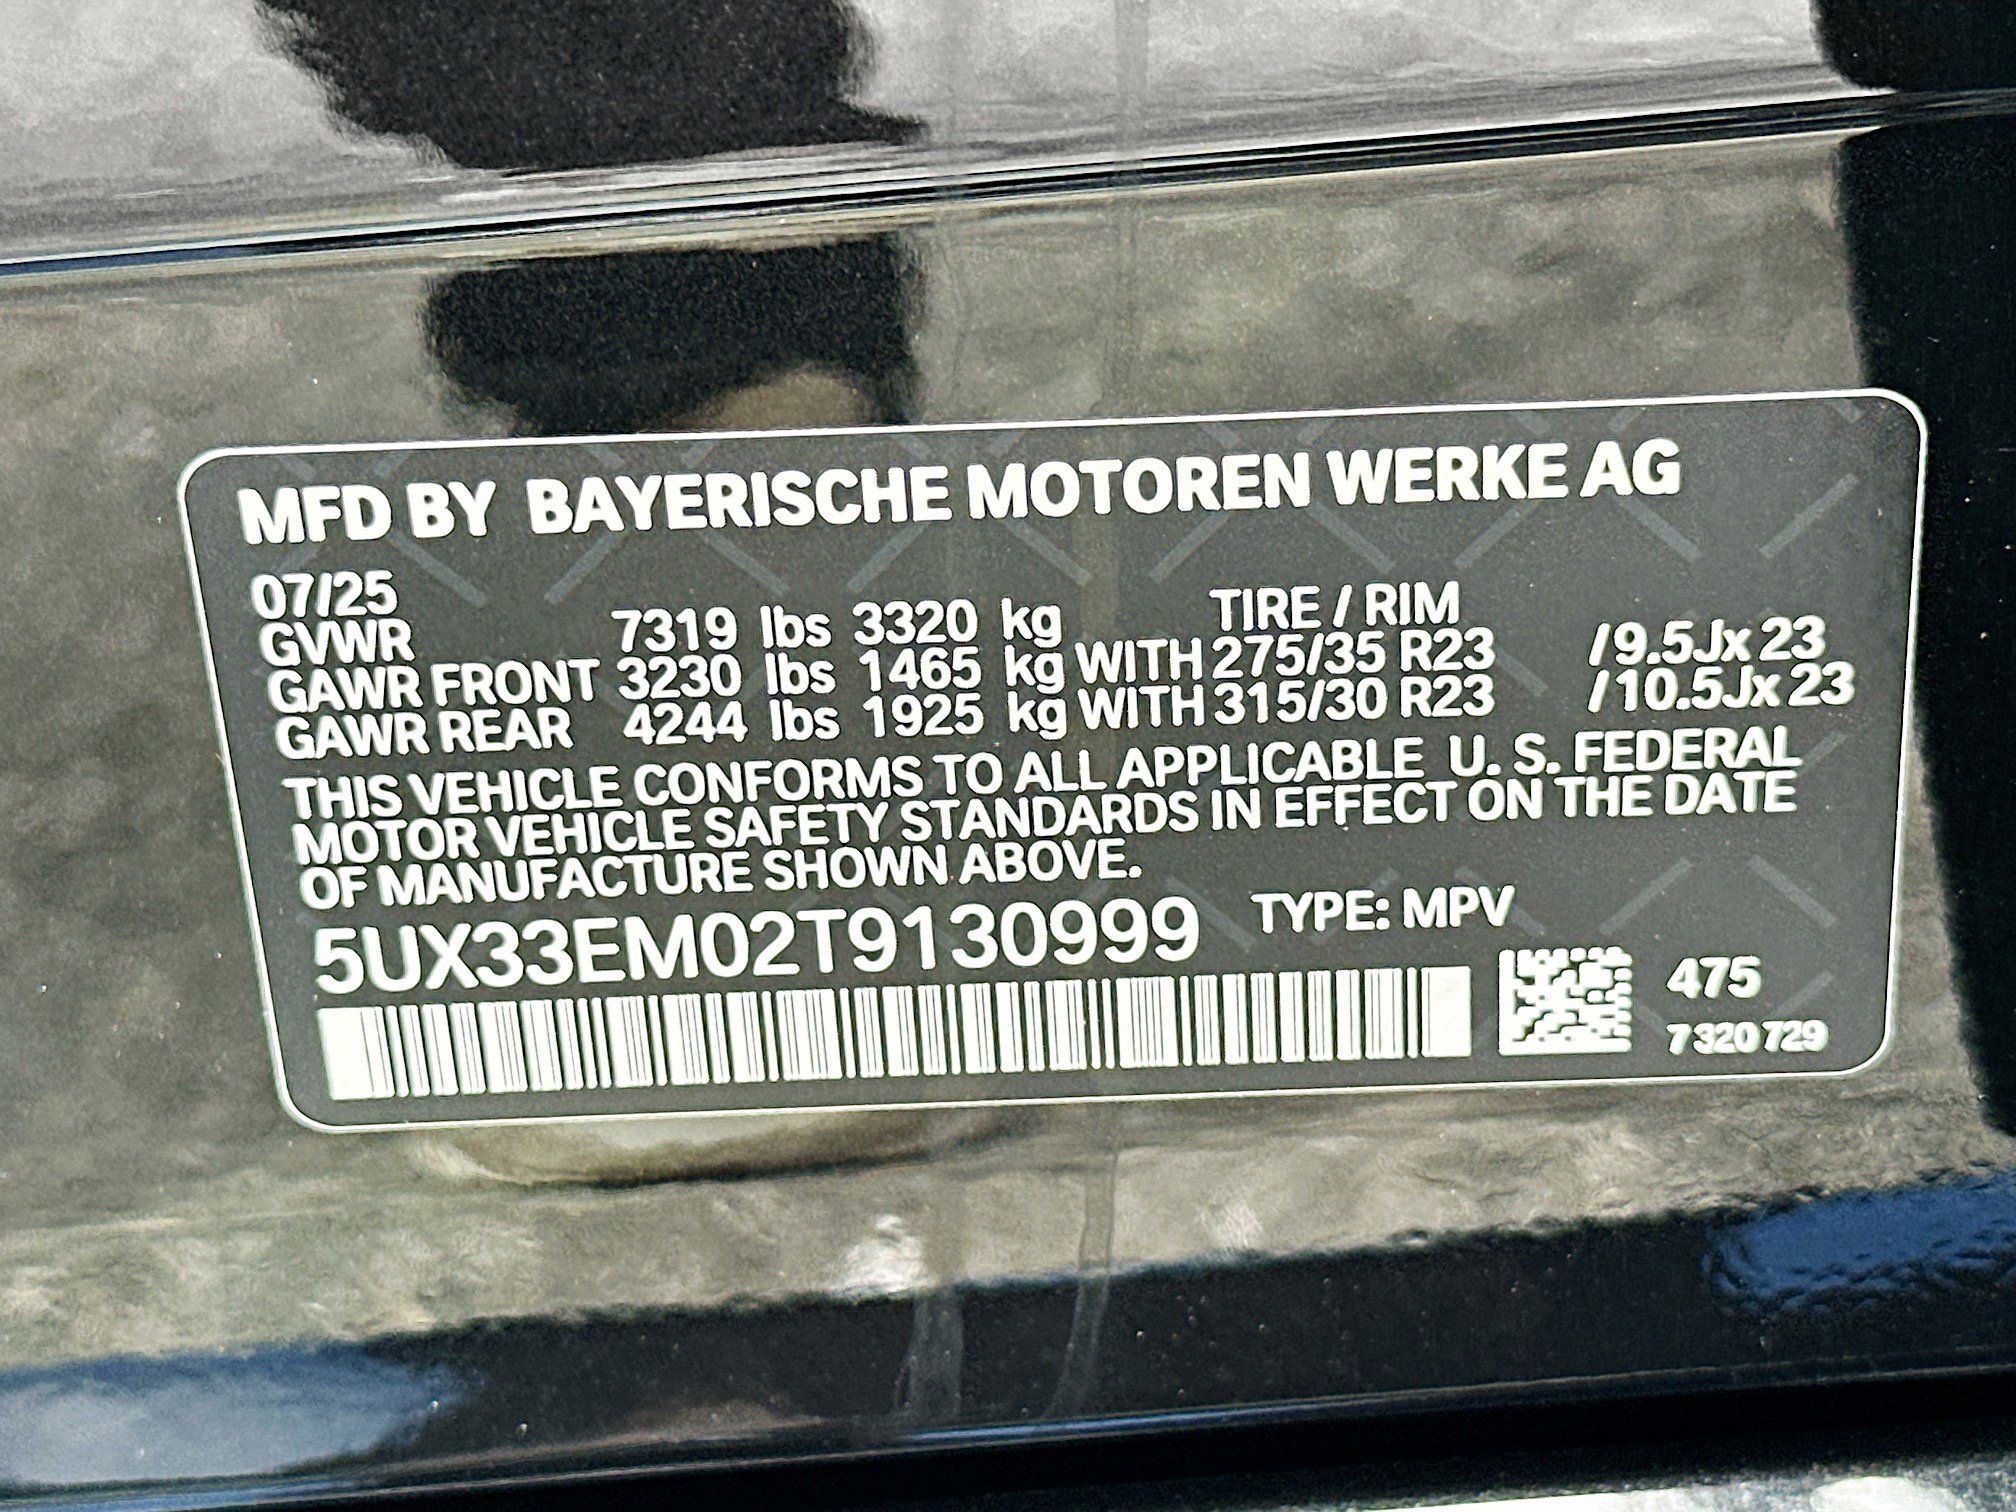 MFD BY BAYERISCHE MOTOREN WERKE AG
07/25 TIRE / RIM
GVWR 7319 lbs 3320 kg
GAWR FRONT 3230 lbs 1465 kg WITH 275/35 R23 /9.5Jx 23
GAWR REAR 4244 lbs 1925 kg WITH 315/30 R23 /10.5Jx 23
THIS VEHICLE CONFORMS TO ALL APPLICABLE U. S. FEDERAL
MOTOR VEHICLE SAFETY STANDARDS IN EFFECT ON THE DATE
OF MANUFACTURE SHOWN ABOVE.
5UX33EM02T9130999 TYPE: MPV
475
7 320 729